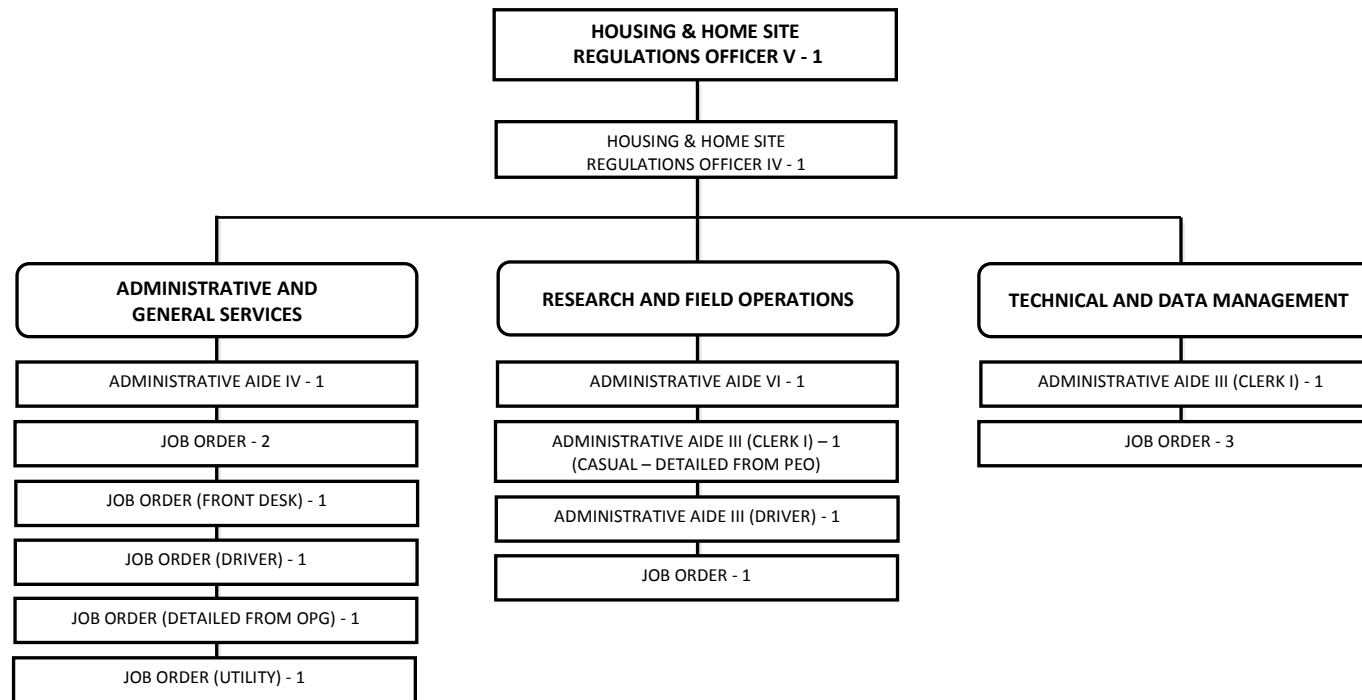 HOUSING & HOME SITE
REGULATIONS OFFICER V - 1
HOUSING & HOME SITE
REGULATIONS OFFICER IV - 1
ADMINISTRATIVE AND
GENERAL SERVICES
ADMINISTRATIVE AIDE IV - 1
JOB ORDER - 2
JOB ORDER (FRONT DESK) - 1
JOB ORDER (DRIVER) - 1
JOB ORDER (DETAILED FROM OPG) - 1
JOB ORDER (UTILITY) - 1
RESEARCH AND FIELD OPERATIONS
ADMINISTRATIVE AIDE VI - 1
ADMINISTRATIVE AIDE III (CLERK I) – 1
(CASUAL – DETAILED FROM PEO)
ADMINISTRATIVE AIDE III (DRIVER) - 1
JOB ORDER - 1
TECHNICAL AND DATA MANAGEMENT
ADMINISTRATIVE AIDE III (CLERK I) - 1
JOB ORDER - 3